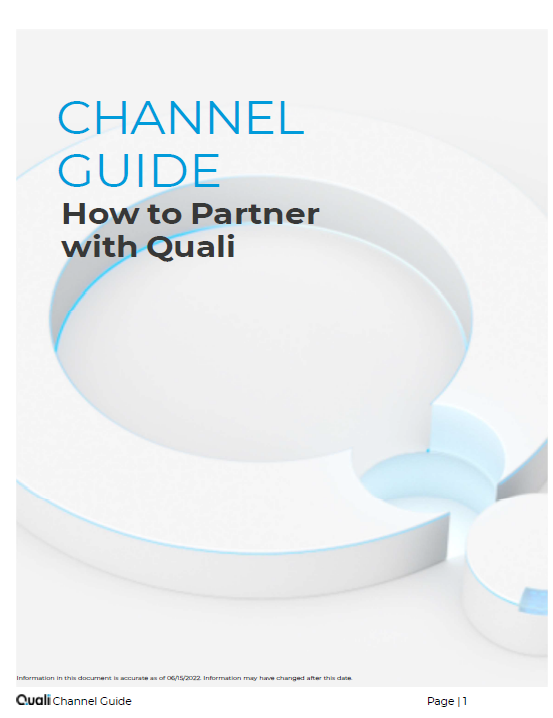 CHANNEL
GUIDE
How to Partner
with Quali
Information in this document is accurate as of 06/15/2022. Information may have changed after this date.
Quali Channel Guide Page | 1